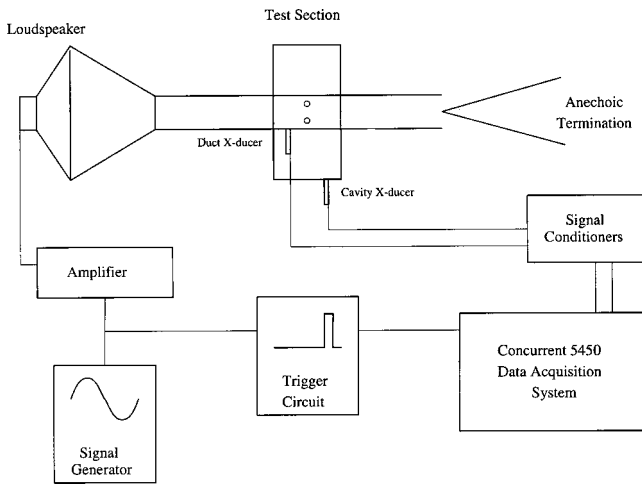 Test Section
Loudspeaker
Anechoic
Termination
Duct X-ducer
Cavity X-ducer
Signal
Conditioners
Amplifier
Trigger
Circuit
Concurrent 5450
Data Acquisition
System
Signal
Generator